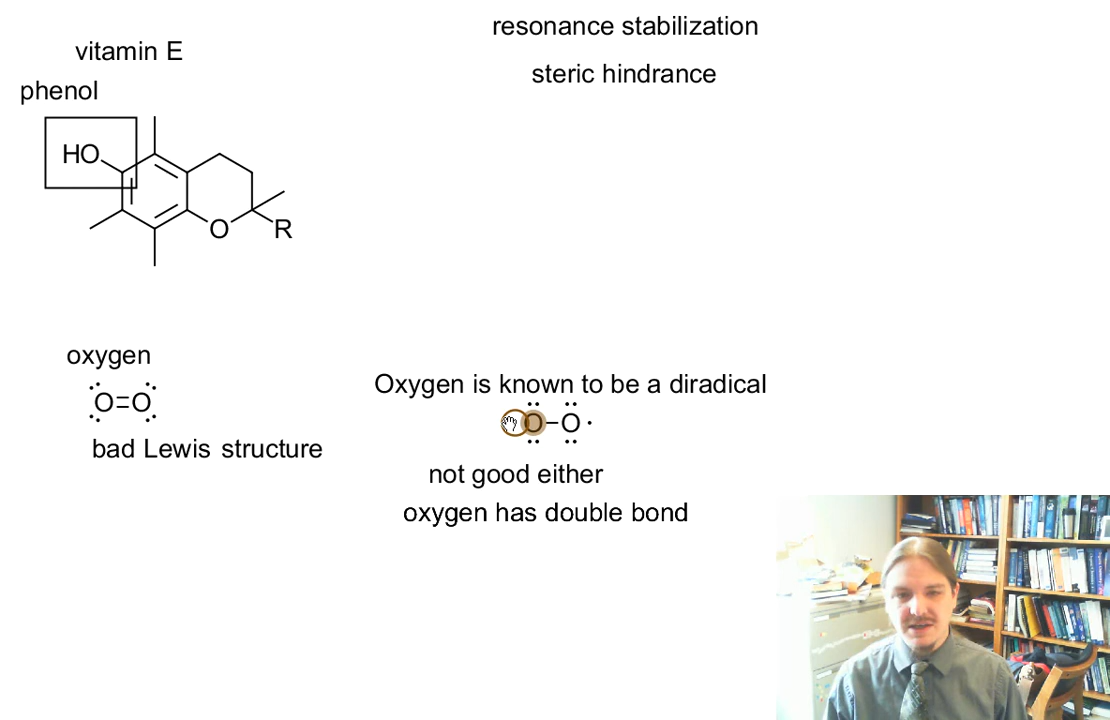 resonance stabilization
vitamin E
steric hindrance
phenol
HO
O
R
oxygen
O=O
Oxygen is known to be a diradical
O-O·
bad Lewis structure
not good either
oxygen has double bond